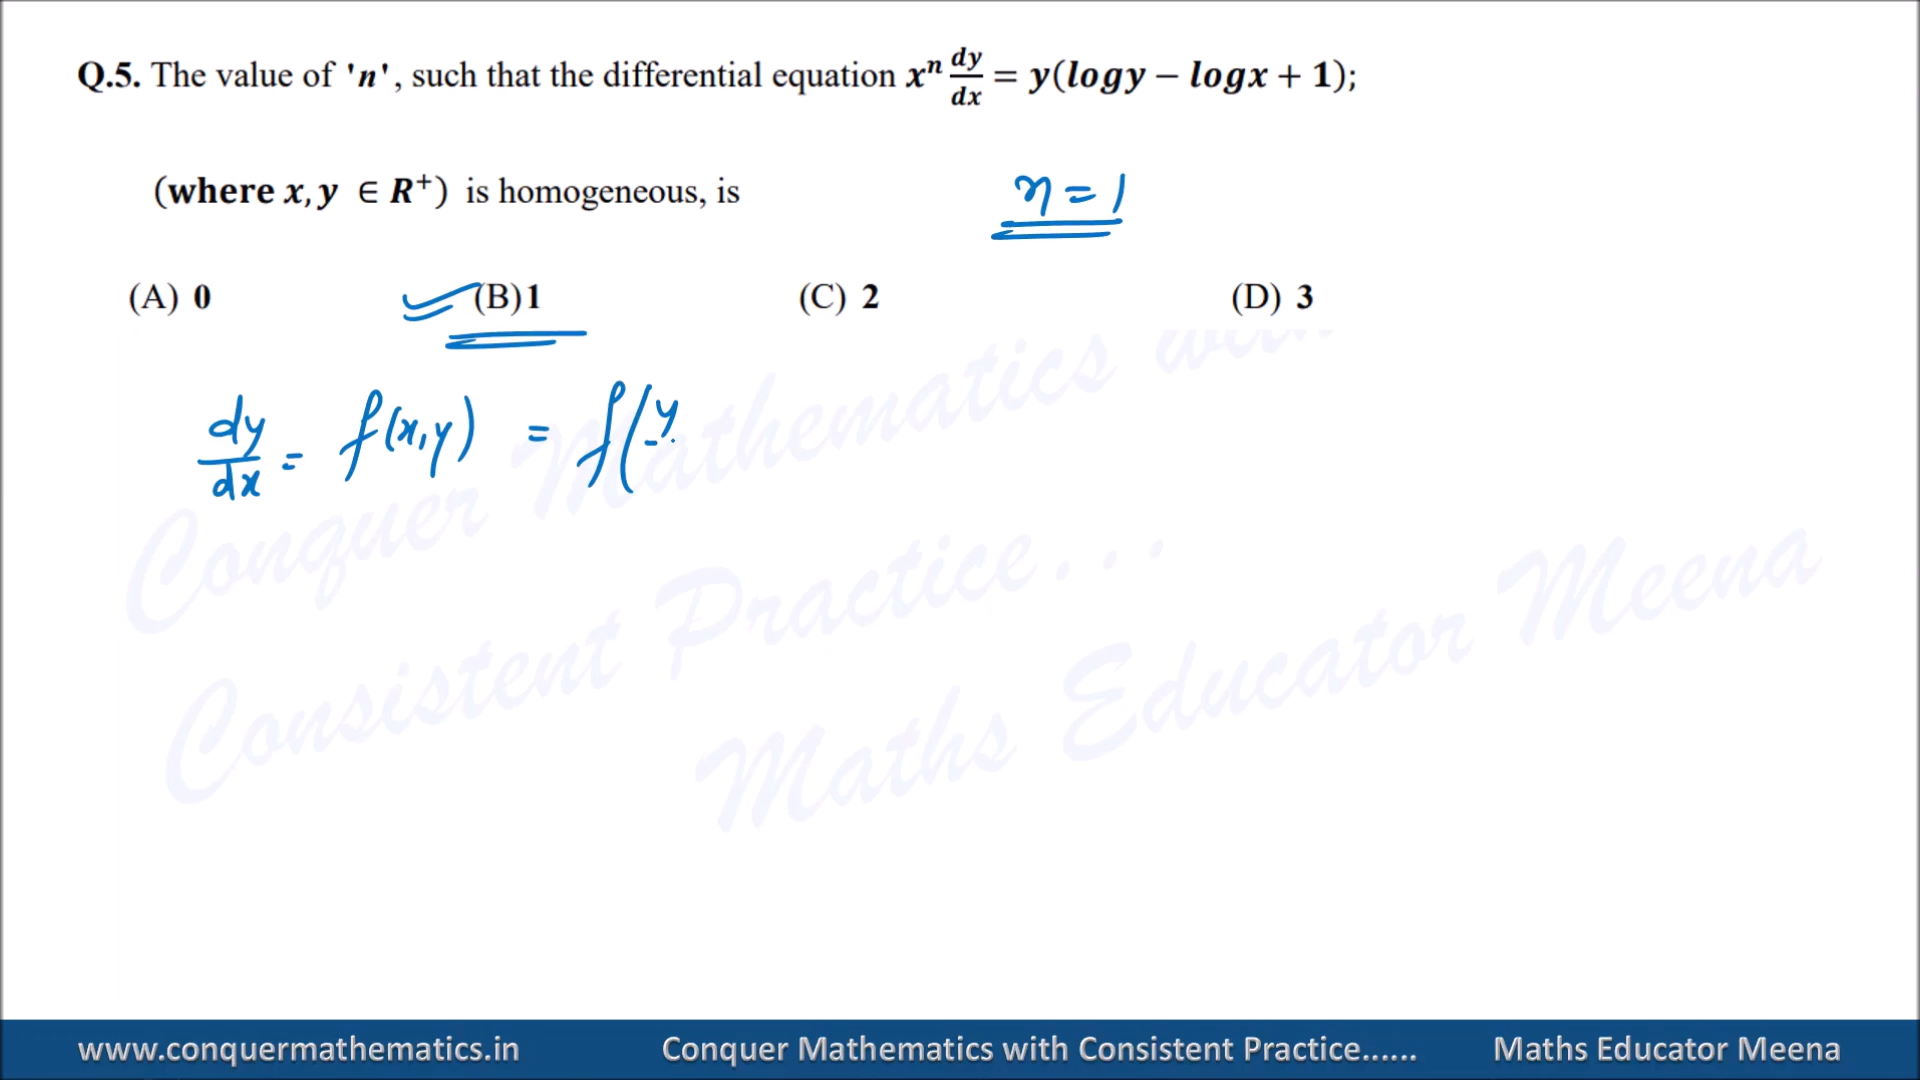 Q.5. The value of 'n', such that the differential equation xⁿ dy/dx = y(logy − logx + 1);
(where x, y ∈ R⁺) is homogeneous, is
n = 1
(A) 0 (B) 1 (C) 2 (D) 3
dy/dx = f(x,y) = f(y
Conquer Mathematics with
Consistent Practice...
Maths Educator Meena
www.conquermathematics.in Conquer Mathematics with Consistent Practice...... Maths Educator Meena